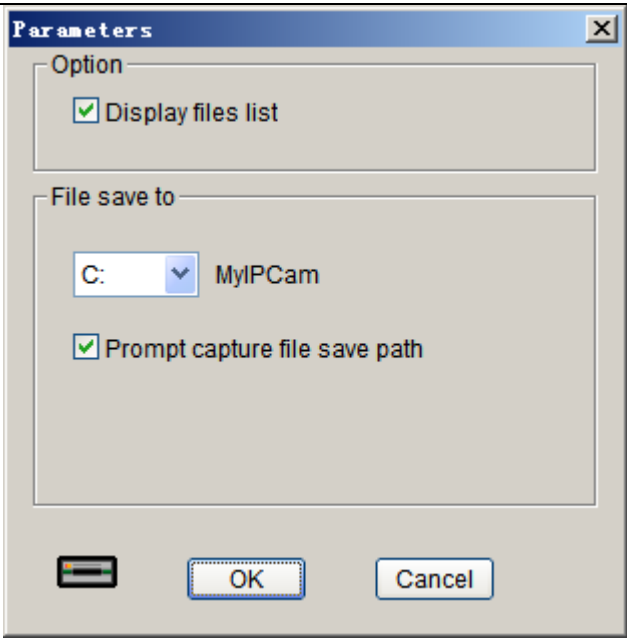 Parameters
Option
Display files list
File save to
C: MyIPCam
Prompt capture file save path
OK Cancel